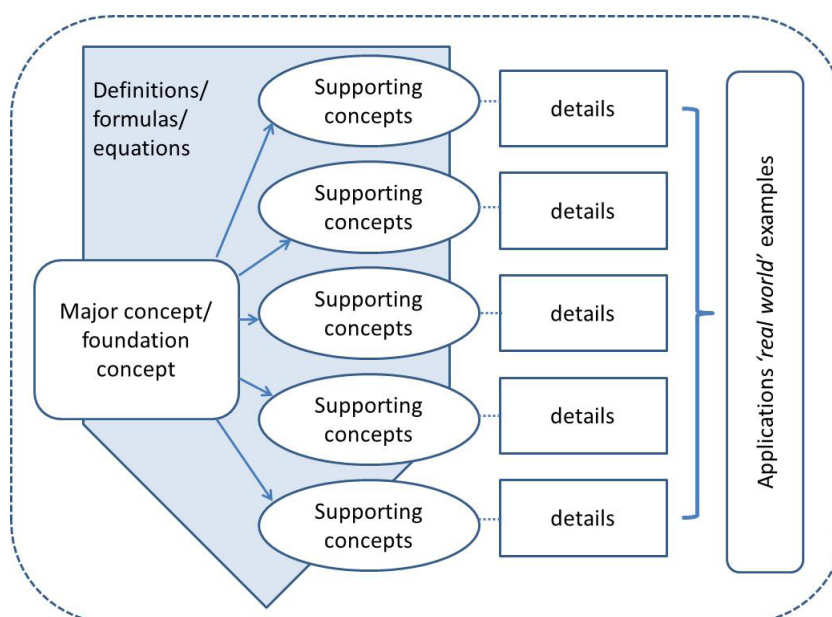 Definitions/
formulas/
equations
Major concept/
foundation
concept
Supporting
concepts
details
Supporting
concepts
details
Supporting
concepts
details
Supporting
concepts
details
Supporting
concepts
details
Applications ‘real world’ examples